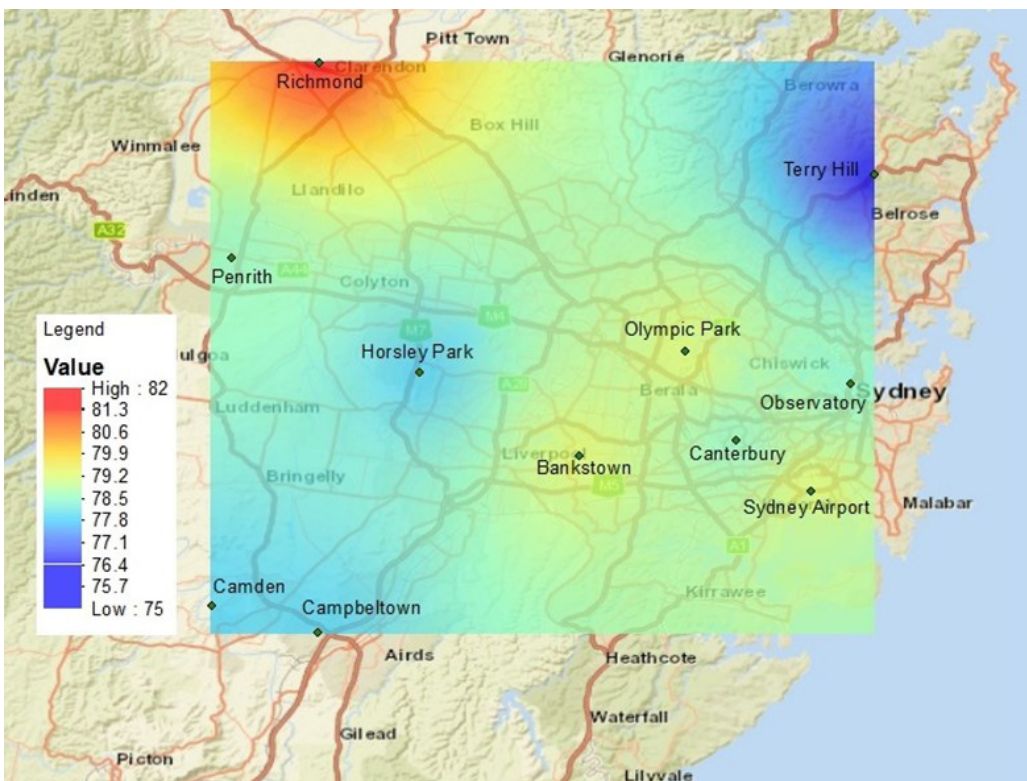 Pitt Town
Glenorie
Clarendon
Richmond
Berowra
Box Hill
Winmalee
Terry Hill
Llandilo
Linden
Belrose
A32
Penrith
A44
Colyton
M4
M7
Olympic Park
Legend
Horsley Park
Chiswick
ulgoa
Value
High : 82
81.3
80.6
79.9
79.2
78.5
77.8
77.1
76.4
75.7
Low : 75
A28
Berala
Sydney
Observatory
Luddenham
Liverpool
Canterbury
Bankstown
Bringelly
M5
Sydney Airport
Malabar
A1
Camden
Campbeltown
Kirrawee
Airds
Heathcote
Waterfall
Gilead
Picton
Lilyvale